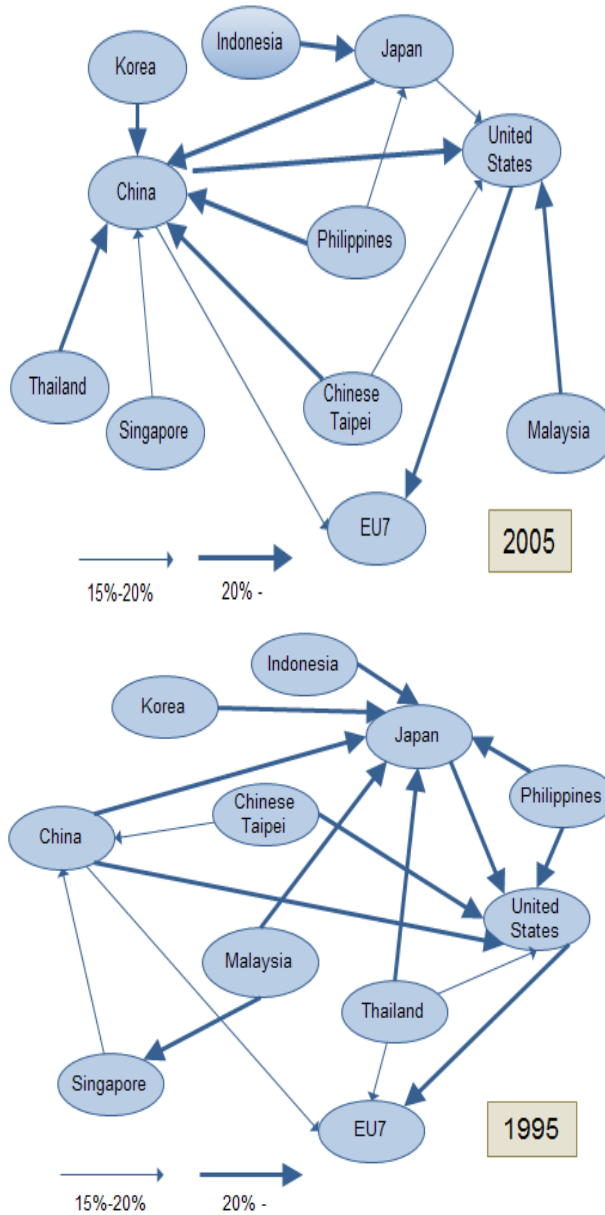 Indonesia
Japan
Korea
United
States
China
Philippines
Thailand
Chinese
Taipei
Singapore
Malaysia
EU7
2005
15%-20%
20% -
Indonesia
Korea
Japan
Chinese
Taipei
Philippines
China
United
States
Malaysia
Thailand
Singapore
EU7
1995
15%-20%
20% -